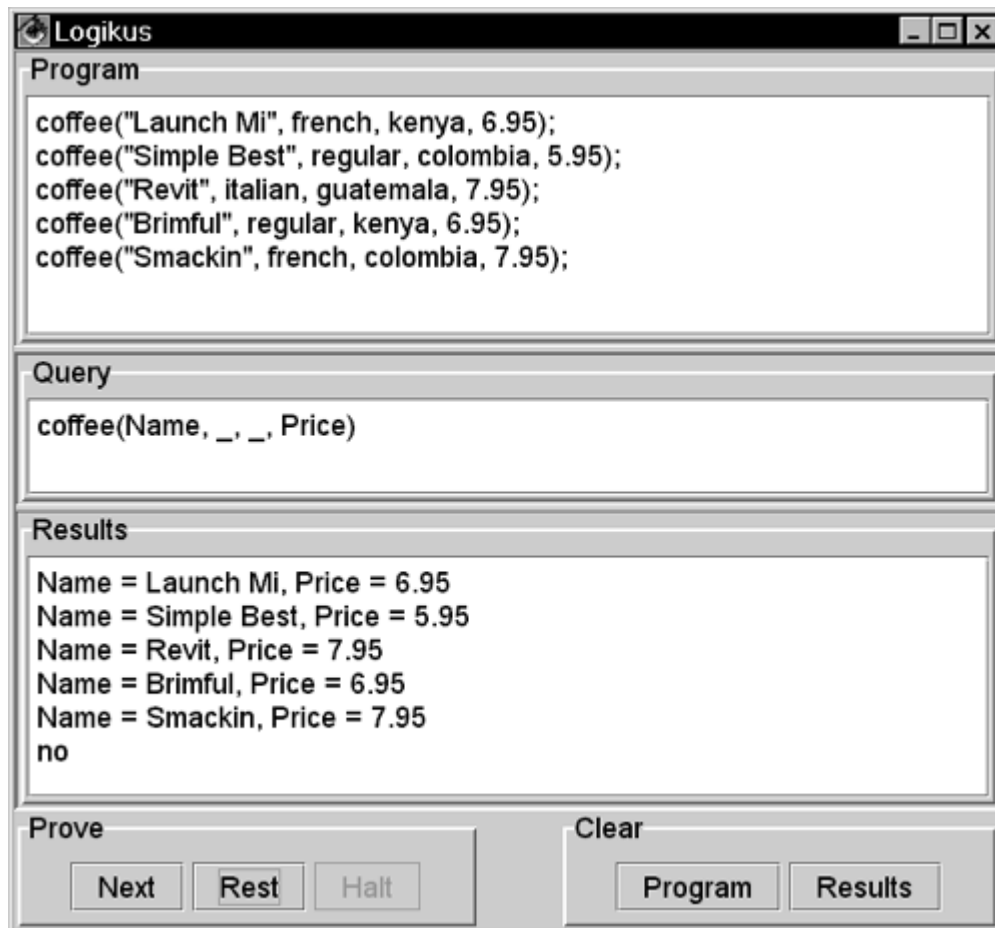 Logikus
Program
coffee("Launch Mi", french, kenya, 6.95);
coffee("Simple Best", regular, colombia, 5.95);
coffee("Revit", italian, guatemala, 7.95);
coffee("Brimful", regular, kenya, 6.95);
coffee("Smackin", french, colombia, 7.95);
Query
coffee(Name, _, _, Price)
Results
Name = Launch Mi, Price = 6.95
Name = Simple Best, Price = 5.95
Name = Revit, Price = 7.95
Name = Brimful, Price = 6.95
Name = Smackin, Price = 7.95
no
Prove
Clear
Next Rest Halt
Program Results